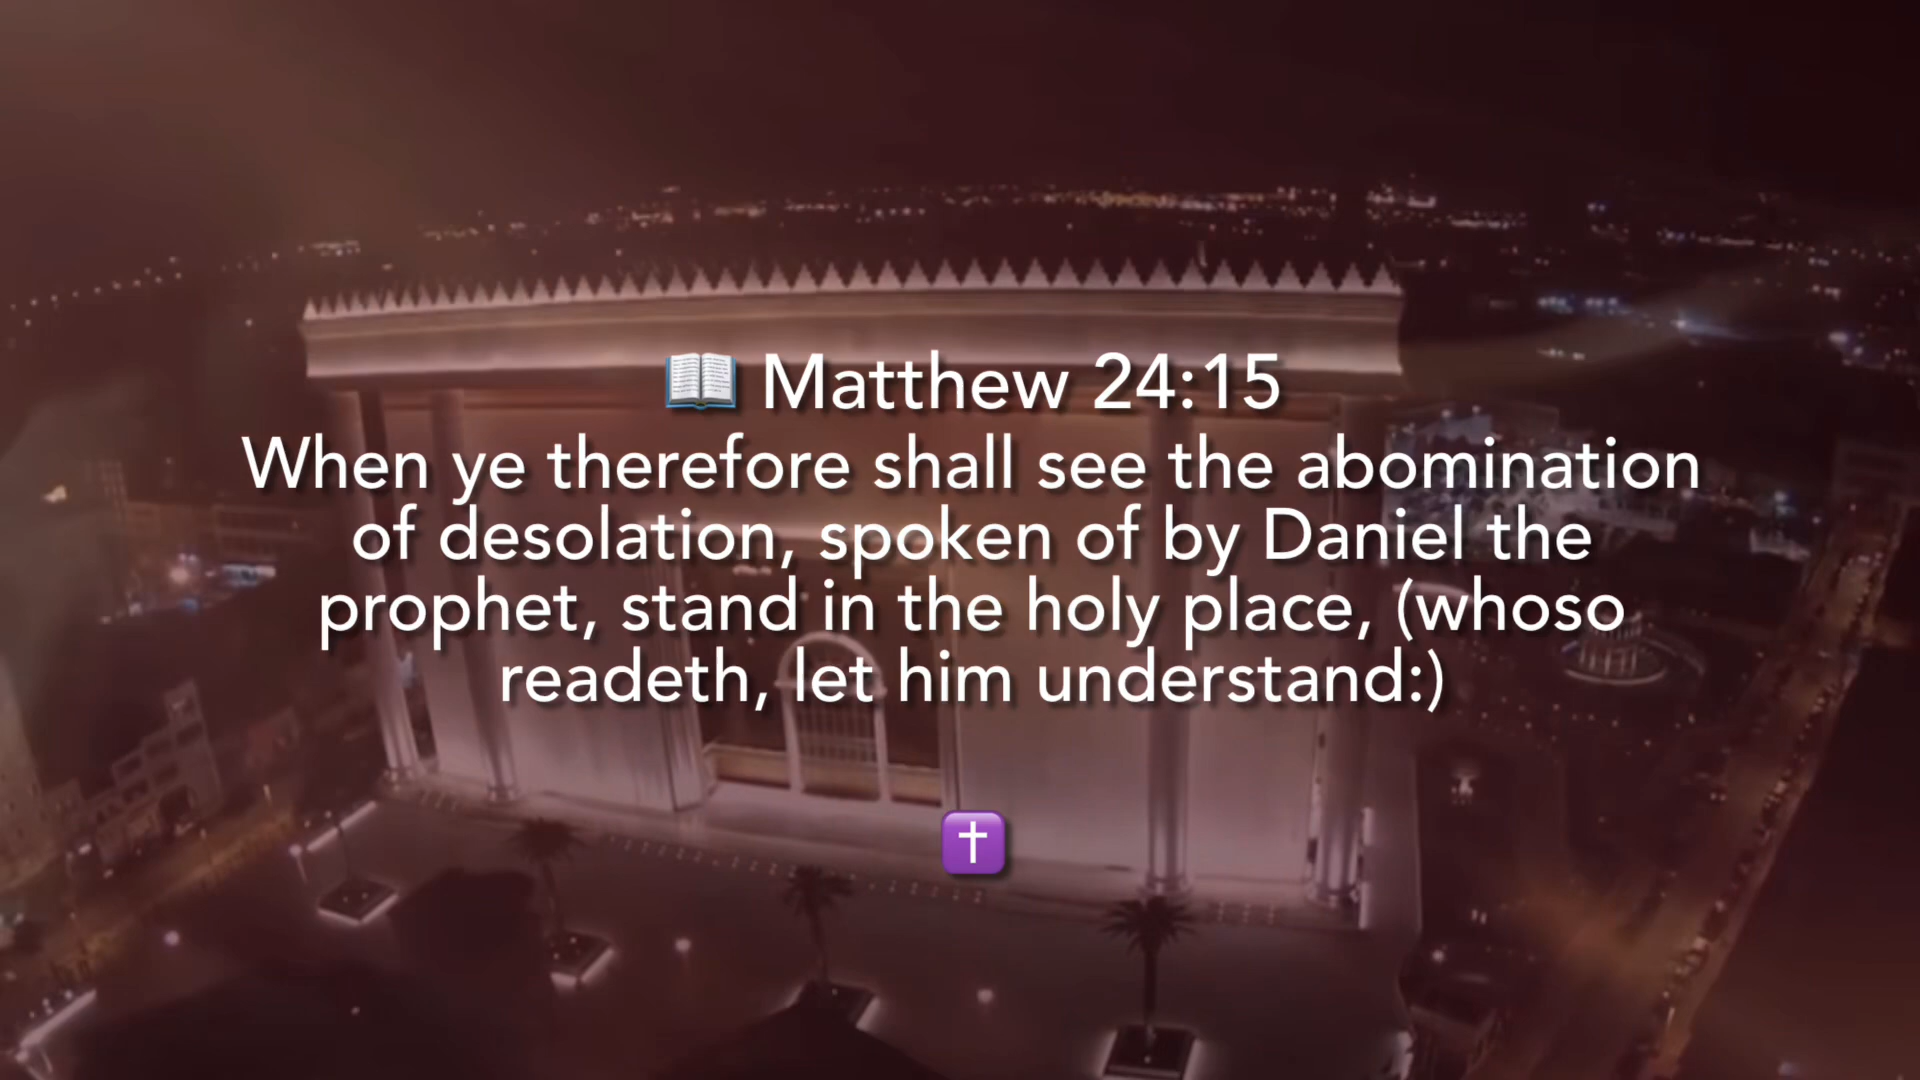 📖 Matthew 24:15
When ye therefore shall see the abomination
of desolation, spoken of by Daniel the
prophet, stand in the holy place, (whoso
readeth, let him understand:)
✝️